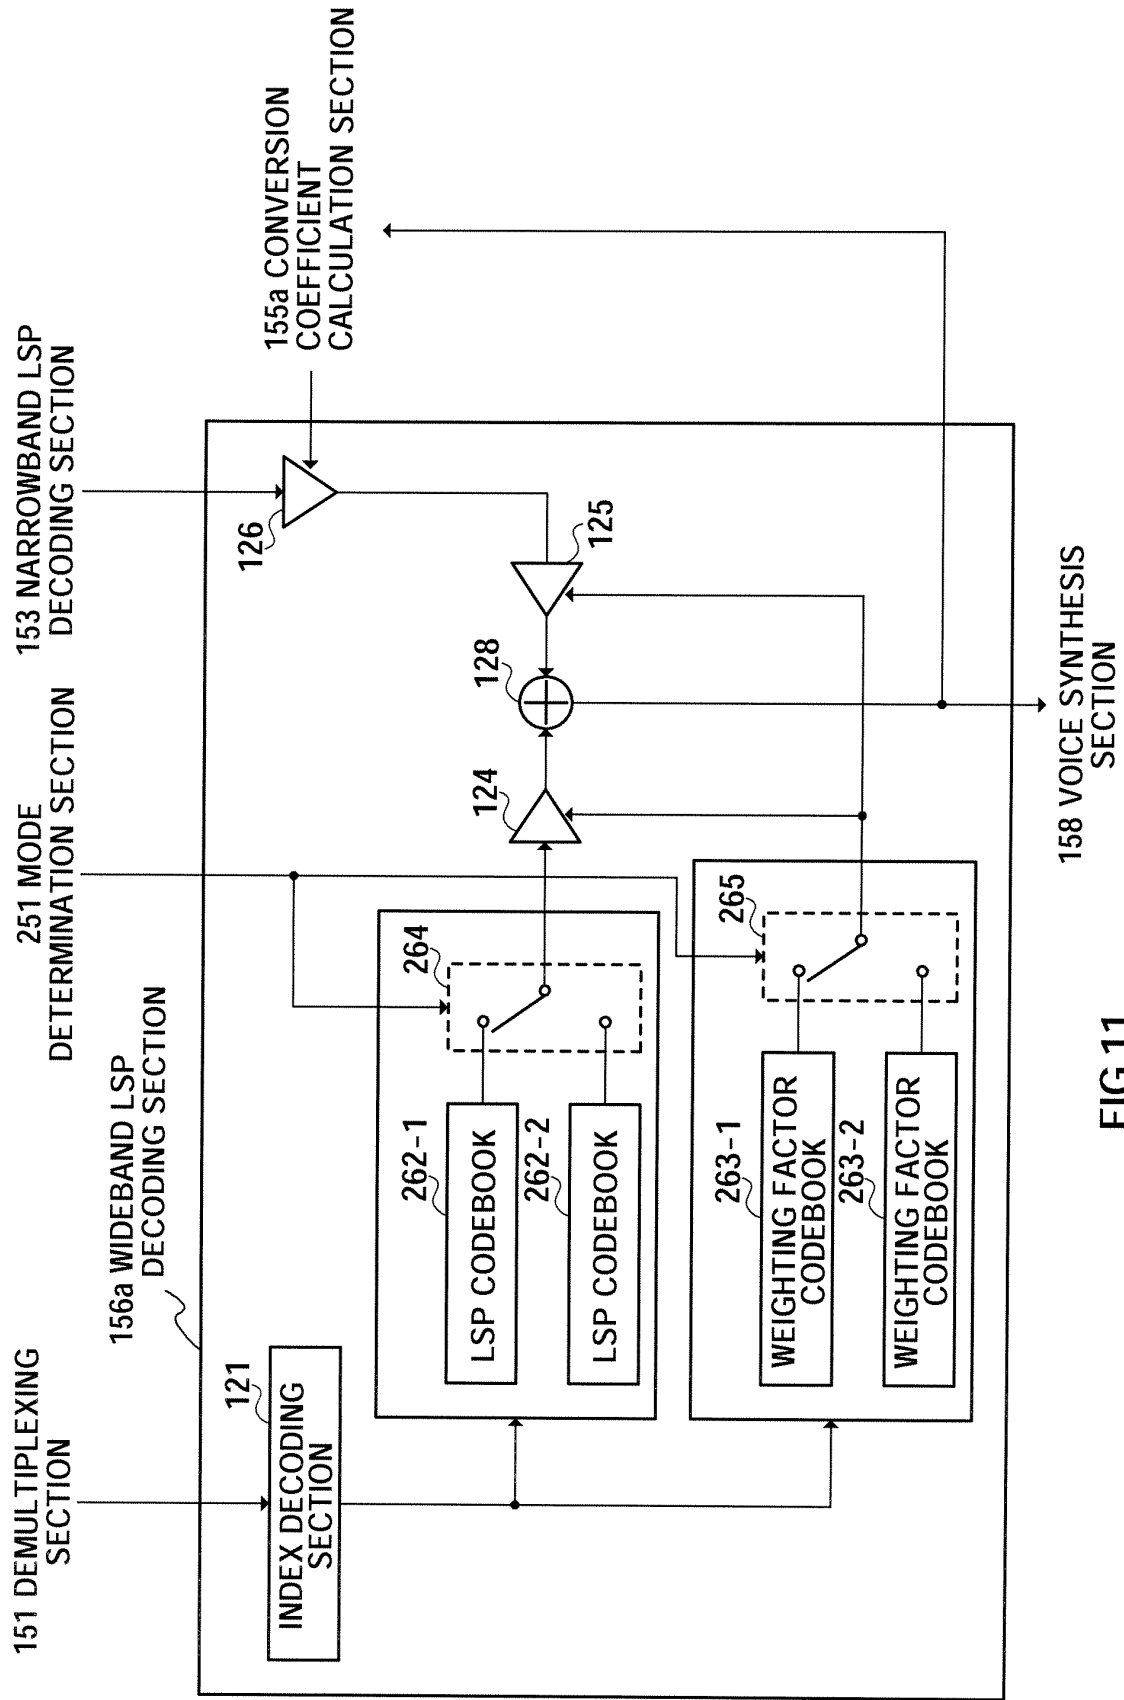 151 DEMULTIPLEXING
SECTION
156a WIDEBAND LSP
DECODING SECTION
251 MODE
DETERMINATION SECTION
153 NARROWBAND LSP
DECODING SECTION
155a CONVERSION
COEFFICIENT
CALCULATION SECTION
121
INDEX DECODING
SECTION
126
262-1
LSP CODEBOOK
262-2
LSP CODEBOOK
264
124
128
125
263-1
WEIGHTING FACTOR
CODEBOOK
263-2
WEIGHTING FACTOR
CODEBOOK
265
158 VOICE SYNTHESIS
SECTION
FIG.11